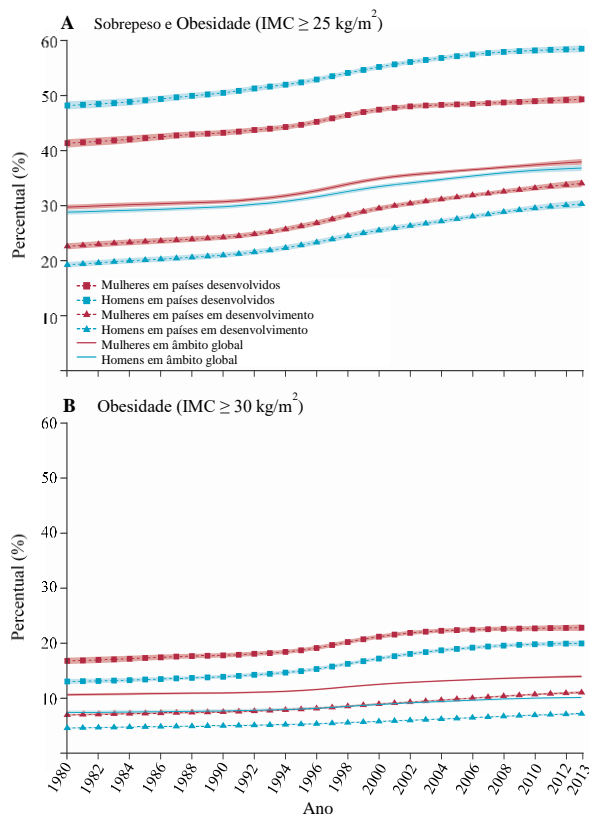 A Sobrepeso e Obesidade (IMC ≥ 25 kg/m²)
60
50
40
30
20
10
Percentual (%)
Mulheres em países desenvolvidos
Homens em países desenvolvidos
Mulheres em países em desenvolvimento
Homens em países em desenvolvimento
Mulheres em âmbito global
Homens em âmbito global
B Obesidade (IMC ≥ 30 kg/m²)
60
50
40
30
20
10
Percentual (%)
1980 1982 1984 1986 1988 1990 1992 1994 1996 1998 2000 2002 2004 2006 2008 2010 2012 2013
Ano